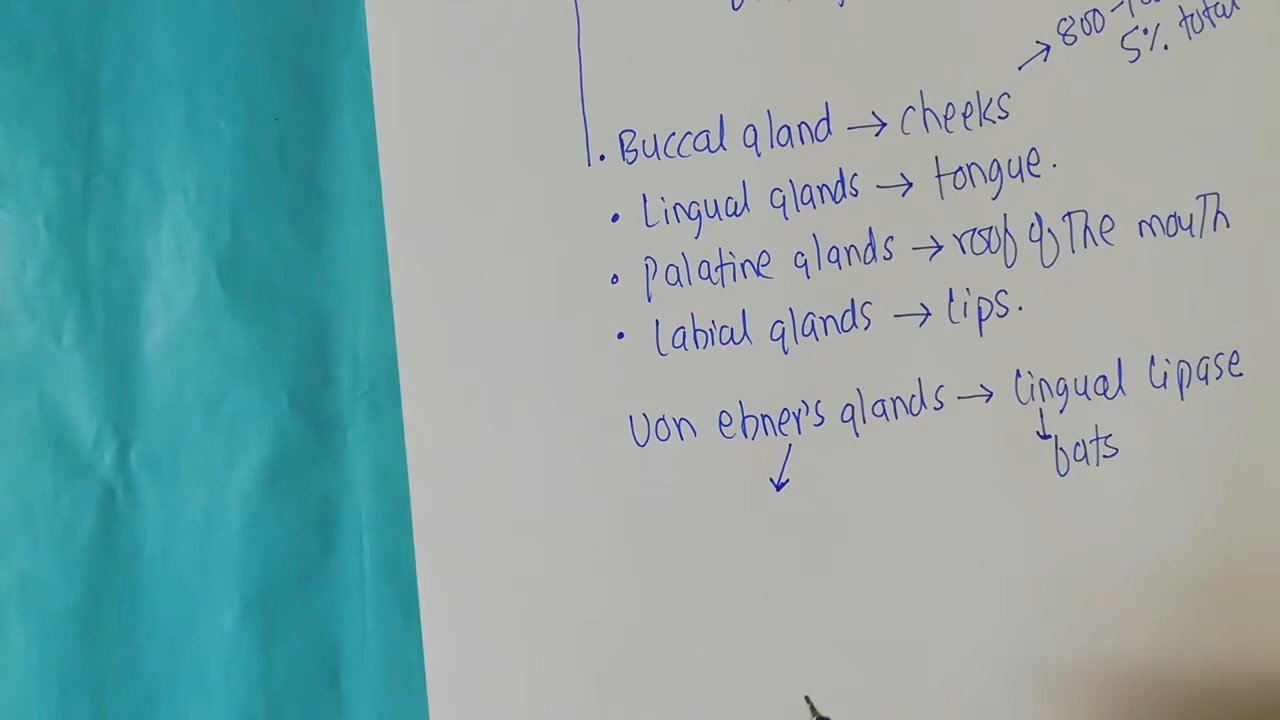 800-
5% total
. Buccal gland → cheeks
. Lingual glands → tongue.
. Palatine glands → roof of The mouth
. Labial glands → Lips.
Von ebner's glands → Lingual Lipase
↓ ↓ fats